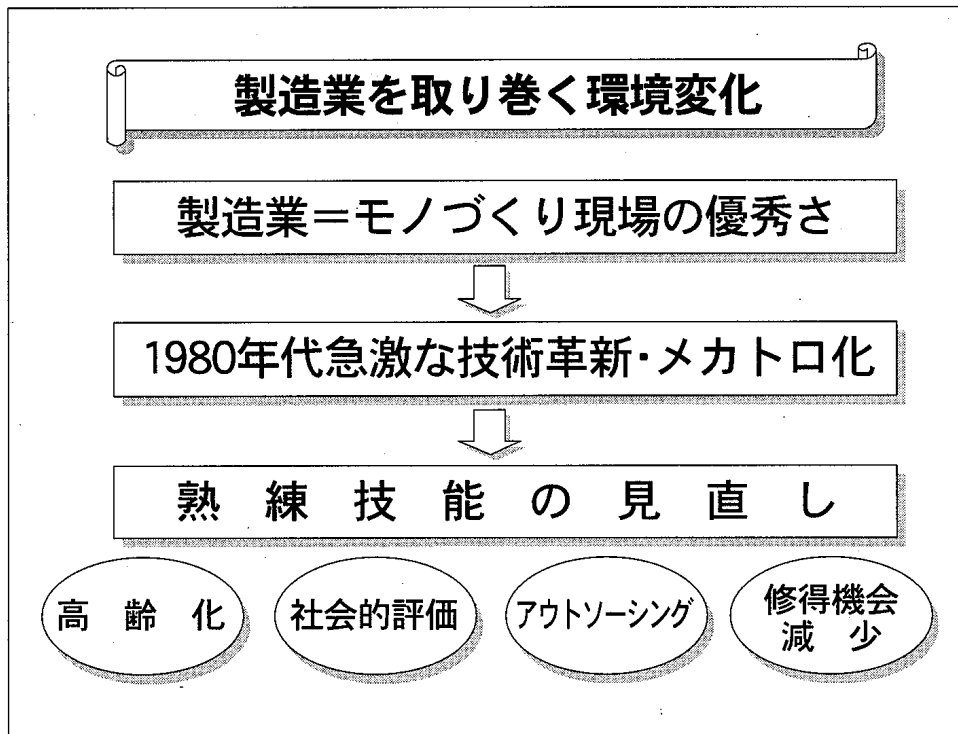 製造業を取り巻く環境変化
製造業＝モノづくり現場の優秀さ
1980年代急激な技術革新・メカトロ化
熟練技能の見直し
高齢化
社会的評価
アウトソーシング
修得機会
減少